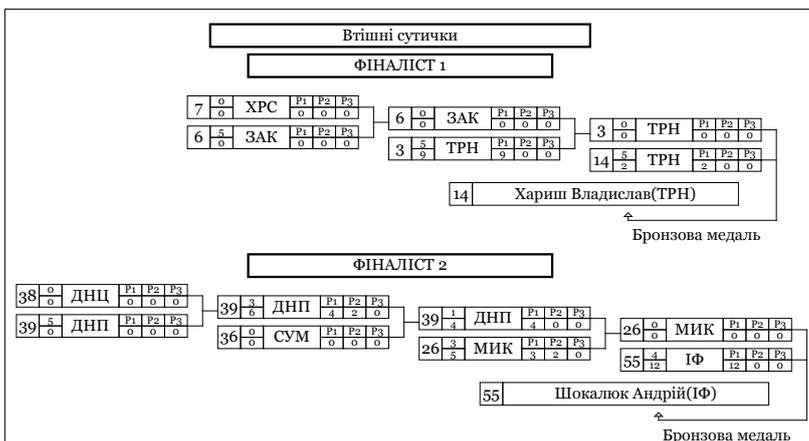 Втішні сутички
ФІНАЛІСТ 1
7 0 0 ХРС P1 P2 P3 0 0 0
6 5 0 ЗАК P1 P2 P3 0 0 0
6 0 0 ЗАК P1 P2 P3 0 0 0
3 5 9 ТРН P1 P2 P3 9 0 0
3 0 0 ТРН P1 P2 P3 0 0 0
14 5 2 ТРН P1 P2 P3 2 0 0
14 Хариш Владислав(ТРН)
Бронзова медаль
ФІНАЛІСТ 2
38 0 0 ДНЦ P1 P2 P3 0 0 0
39 5 0 ДНП P1 P2 P3 0 0 0
39 3 6 ДНП P1 P2 P3 4 2 0
36 0 0 СУМ P1 P2 P3 0 0 0
39 1 4 ДНП P1 P2 P3 4 0 0
26 3 5 МИК P1 P2 P3 3 2 0
26 0 0 МИК P1 P2 P3 0 0 0
55 4 12 ІФ P1 P2 P3 12 0 0
55 Шокалюк Андрій(ІФ)
Бронзова медаль